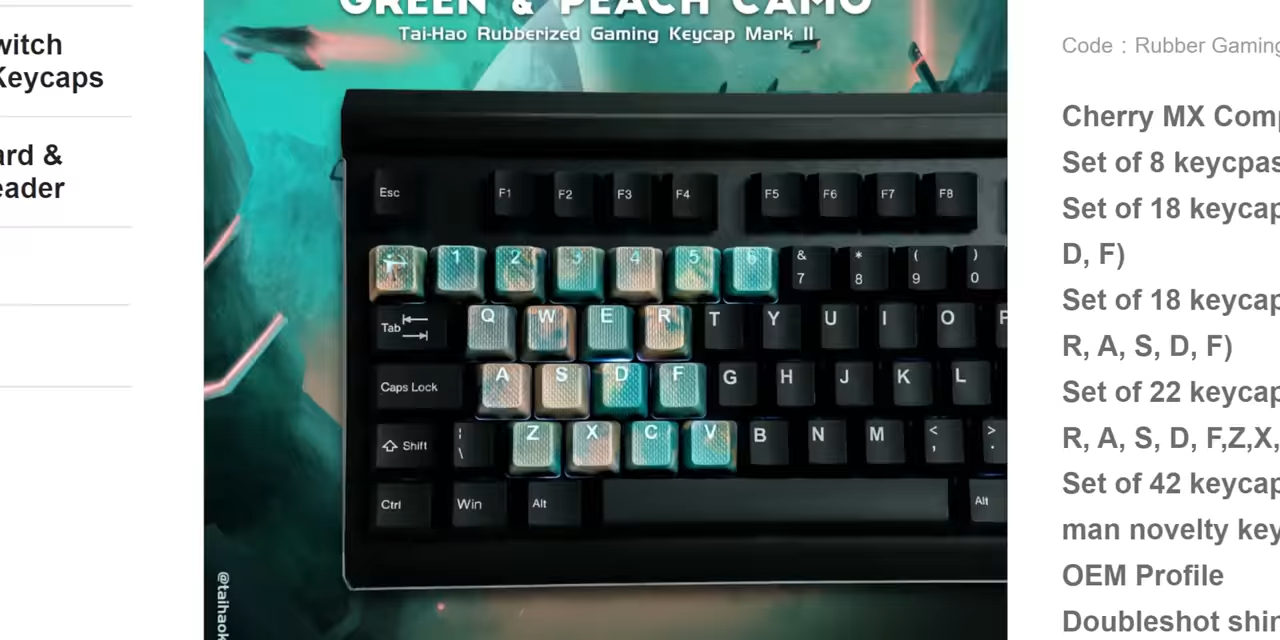 witch
Keycaps
ard &
eader
GREEN & PEACH CAMO
Tai-Hao Rubberized Gaming Keycap Mark II
Esc F1 F2 F3 F4 F5 F6 F7 F8
1 2 3 4 5 6 & 7 * 8 ( 9 ) 0
Tab Q W E R T Y U I O P
Caps Lock A S D F G H J K L
Shift ¦ \ Z X C V B N M < , > .
Ctrl Win Alt Alt
@taihaok
Code : Rubber Gaming
Cherry MX Comp
Set of 8 keycpas
Set of 18 keycap
D, F)
Set of 18 keycap
R, A, S, D, F)
Set of 22 keycap
R, A, S, D, F,Z,X,
Set of 42 keycap
man novelty key
OEM Profile
Doubleshot shin